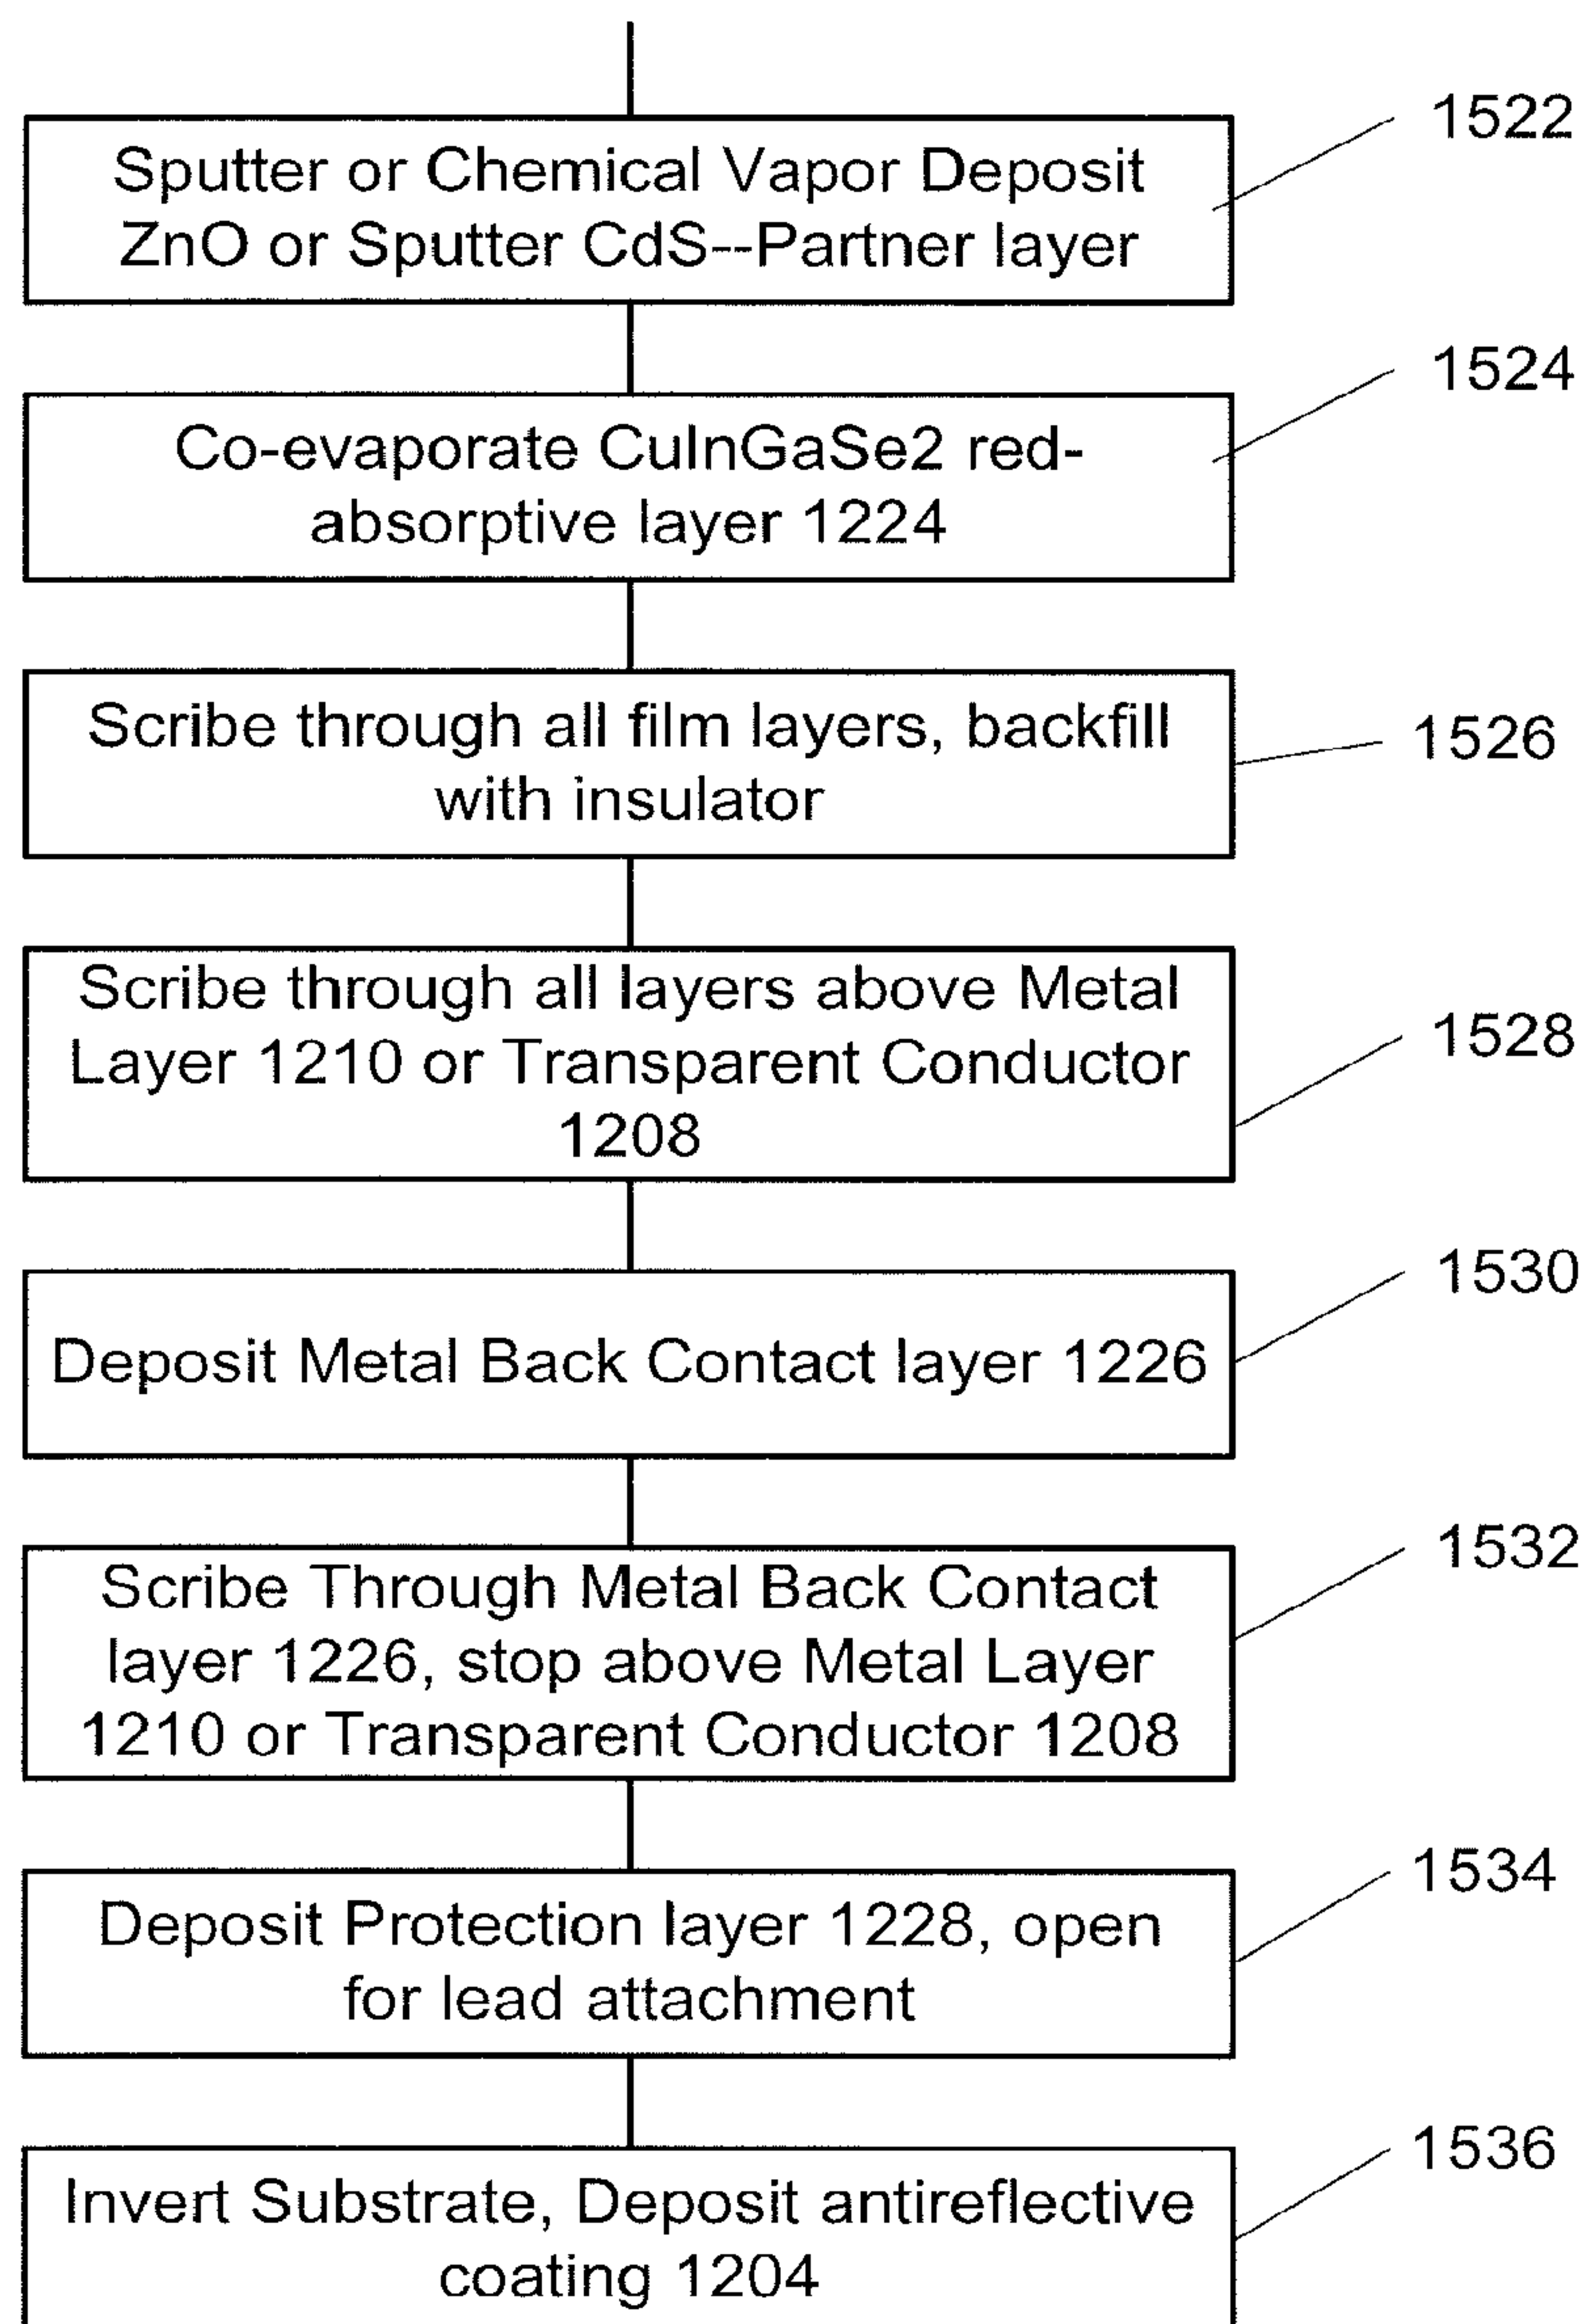 1522
Sputter or Chemical Vapor Deposit
ZnO or Sputter CdS--Partner layer
1524
Co-evaporate CuInGaSe2 red-
absorptive layer 1224
Scribe through all film layers, backfill
with insulator
1526
Scribe through all layers above Metal
Layer 1210 or Transparent Conductor
1208
1528
1530
Deposit Metal Back Contact layer 1226
1532
Scribe Through Metal Back Contact
layer 1226, stop above Metal Layer
1210 or Transparent Conductor 1208
1534
Deposit Protection layer 1228, open
for lead attachment
1536
Invert Substrate, Deposit antireflective
coating 1204